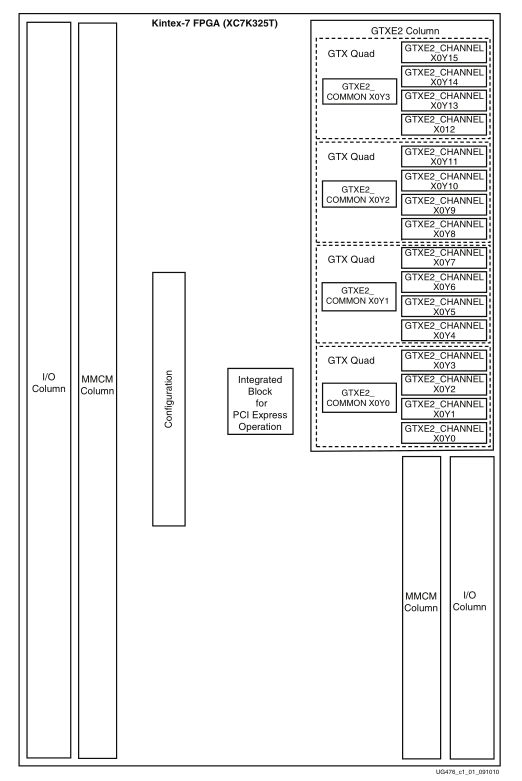 Kintex-7 FPGA (XC7K325T)
GTXE2 Column
GTX Quad
GTXE2_
COMMON X0Y3
GTXE2_CHANNEL
X0Y15
GTXE2_CHANNEL
X0Y14
GTXE2_CHANNEL
X0Y13
GTXE2_CHANNEL
X012
GTX Quad
GTXE2_
COMMON X0Y2
GTXE2_CHANNEL
X0Y11
GTXE2_CHANNEL
X0Y10
GTXE2_CHANNEL
X0Y9
GTXE2_CHANNEL
X0Y8
GTX Quad
GTXE2_
COMMON X0Y1
GTXE2_CHANNEL
X0Y7
GTXE2_CHANNEL
X0Y6
GTXE2_CHANNEL
X0Y5
GTXE2_CHANNEL
X0Y4
GTX Quad
GTXE2_
COMMON X0Y0
GTXE2_CHANNEL
X0Y3
GTXE2_CHANNEL
X0Y2
GTXE2_CHANNEL
X0Y1
GTXE2_CHANNEL
X0Y0
I/O
Column
MMCM
Column
Configuration
Integrated
Block
for
PCI Express
Operation
MMCM
Column
I/O
Column
UG476_c1_01_091010